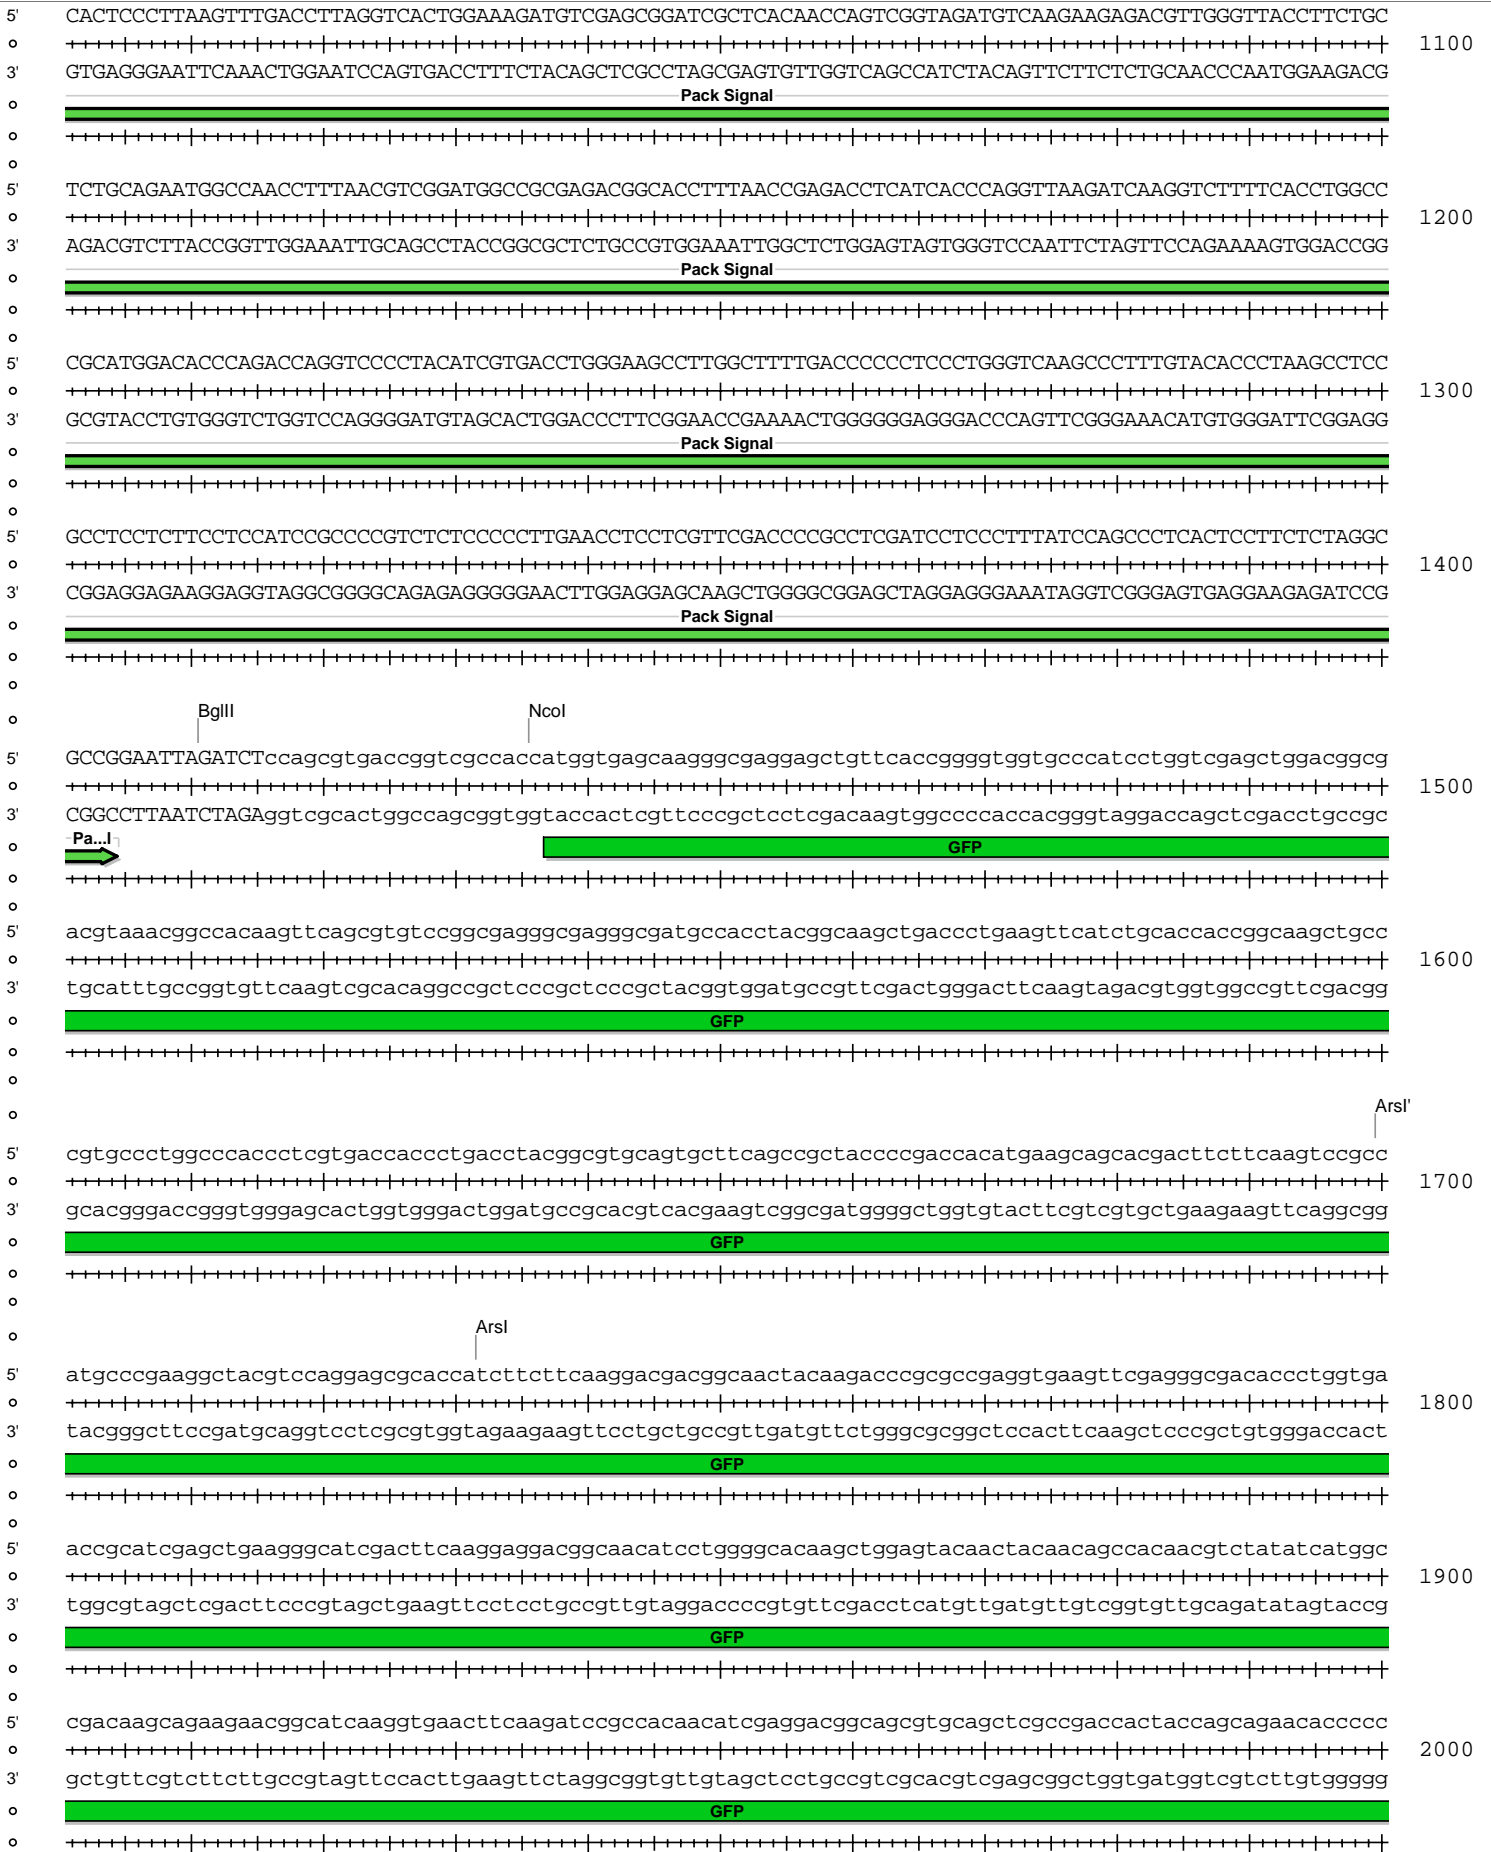 5' CACTCCCTTAAGTTTGACCTTAGGTCACTGGAAAGATGTCGAGCGGATCGCTCACAACCAGTCGGTAGATGTCAAGAAGAGACGTTGGGTTACCTTCTGC
1100
3' GTGAGGGAATTCAAACTGGAATCCAGTGACCTTTCTACAGCTCGCCTAGCGAGTGTTGGTCAGCCATCTACAGTTCTTCTCTGCAACCCAATGGAAGACG
Pack Signal
5' TCTGCAGAATGGCCAACCTTTAACGTCGGATGGCCGCGAGACGGCACCTTTAACCGAGACCTCATCACCCAGGTTAAGATCAAGGTCTTTTCACCTGGCC
1200
3' AGACGTCTTACCGGTTGGAAATTGCAGCCTACCGGCGCTCTGCCGTGGAAATTGGCTCTGGAGTAGTGGGTCCAATTCTAGTTCCAGAAAAGTGGACCGG
Pack Signal
5' CGCATGGACACCCAGACCAGGTCCCCTACATCGTGACCTGGGAAGCCTTGGCTTTTGACCCCCCTCCCTGGGTCAAGCCCTTTGTACACCCTAAGCCTCC
1300
3' GCGTACCTGTGGGTCTGGTCCAGGGGATGTAGCACTGGACCCTTCGGAACCGAAAACTGGGGGGAGGGACCCAGTTCGGGAAACATGTGGGATTCGGAGG
Pack Signal
5' GCCTCCTCTTCCTCCATCCGCCCCGTCTCTCCCCCTTGAACCTCCTCGTTCGACCCCGCCTCGATCCTCCCTTTATCCAGCCCTCACTCCTTCTCTAGGC
1400
3' CGGAGGAGAAGGAGGTAGGCGGGGCAGAGAGGGGGAACTTGGAGGAGCAAGCTGGGGCGGAGCTAGGAGGGAAATAGGTCGGGAGTGAGGAAGAGATCCG
Pack Signal
BglII NcoI
5' GCCGGAATTAGATCTccagcgtgaccggtcgccaccatggtgagcaagggcgaggagctgttcaccggggtggtgcccatcctggtcgagctggacggcg
1500
3' CGGCCTTAATCTAGAggtcgcactggccagcggtggtaccactcgttcccgctcctcgacaagtggccccaccacgggtaggaccagctcgacctgccgc
Pa...l GFP
5' acgtaaacggccacaagttcagcgtgtccggcgagggcgagggcgatgccacctacggcaagctgaccctgaagttcatctgcaccaccggcaagctgcc
1600
3' tgcatttgccggtgttcaagtcgcacaggccgctcccgctcccgctacggtggatgccgttcgactgggacttcaagtagacgtggtggccgttcgacgg
GFP
ArsI'
5' cgtgccctggcccaccctcgtgaccaccctgacctacggcgtgcagtgcttcagccgctaccccgaccacatgaagcagcacgacttcttcaagtccgcc
1700
3' gcacgggaccgggtgggagcactggtgggactggatgccgcacgtcacgaagtcggcgatggggctggtgtacttcgtcgtgctgaagaagttcaggcgg
GFP
ArsI
5' atgcccgaaggctacgtccaggagcgcaccatcttcttcaaggacgacggcaactacaagacccgcgccgaggtgaagttcgagggcgacaccctggtga
1800
3' tacgggcttccgatgcaggtcctcgcgtggtagaagaagttcctgctgccgttgatgttctgggcgcggctccacttcaagctcccgctgtgggaccact
GFP
5' accgcatcgagctgaagggcatcgacttcaaggaggacggcaacatcctggggcacaagctggagtacaactacaacagccacaacgtctatatcatggc
1900
3' tggcgtagctcgacttcccgtagctgaagttcctcctgccgttgtaggaccccgtgttcgacctcatgttgatgttgtcggtgttgcagatatagtaccg
GFP
5' cgacaagcagaagaacggcatcaaggtgaacttcaagatccgccacaacatcgaggacggcagcgtgcagctcgccgaccactaccagcagaacaccccc
2000
3' gctgttcgtcttcttgccgtagttccacttgaagttctaggcggtgttgtagctcctgccgtcgcacgtcgagcggctggtgatggtcgtcttgtggggg
GFP